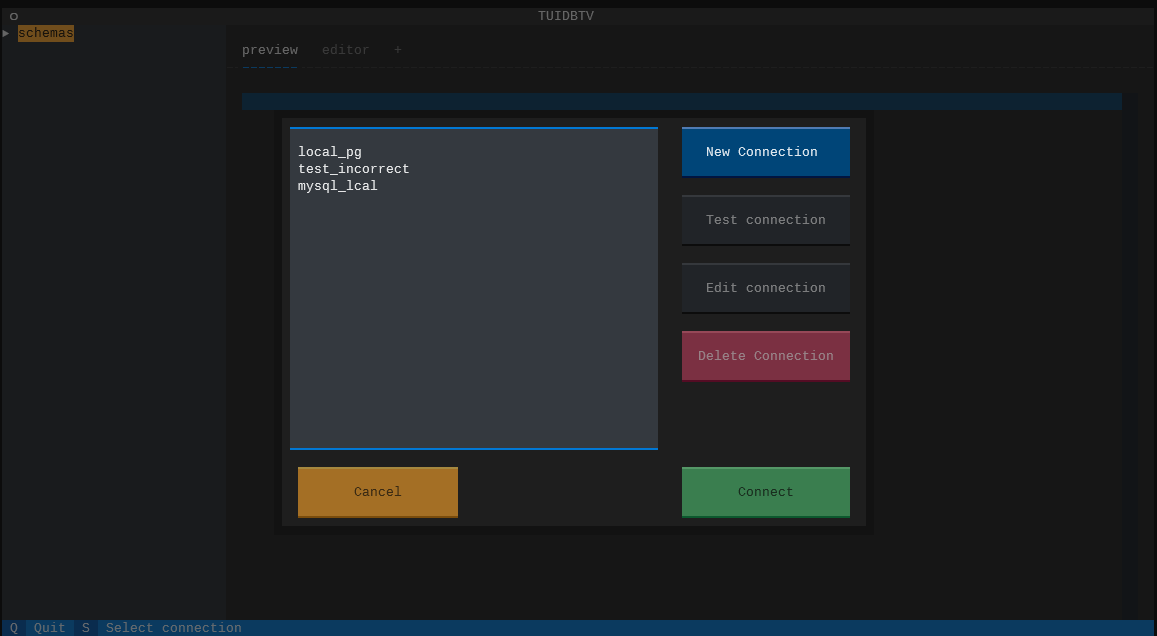 TUIDBTV
schemas
preview editor +
local_pg
test_incorrect
mysql_lcal
New Connection
Test connection
Edit connection
Delete Connection
Cancel
Connect
Q Quit S Select connection